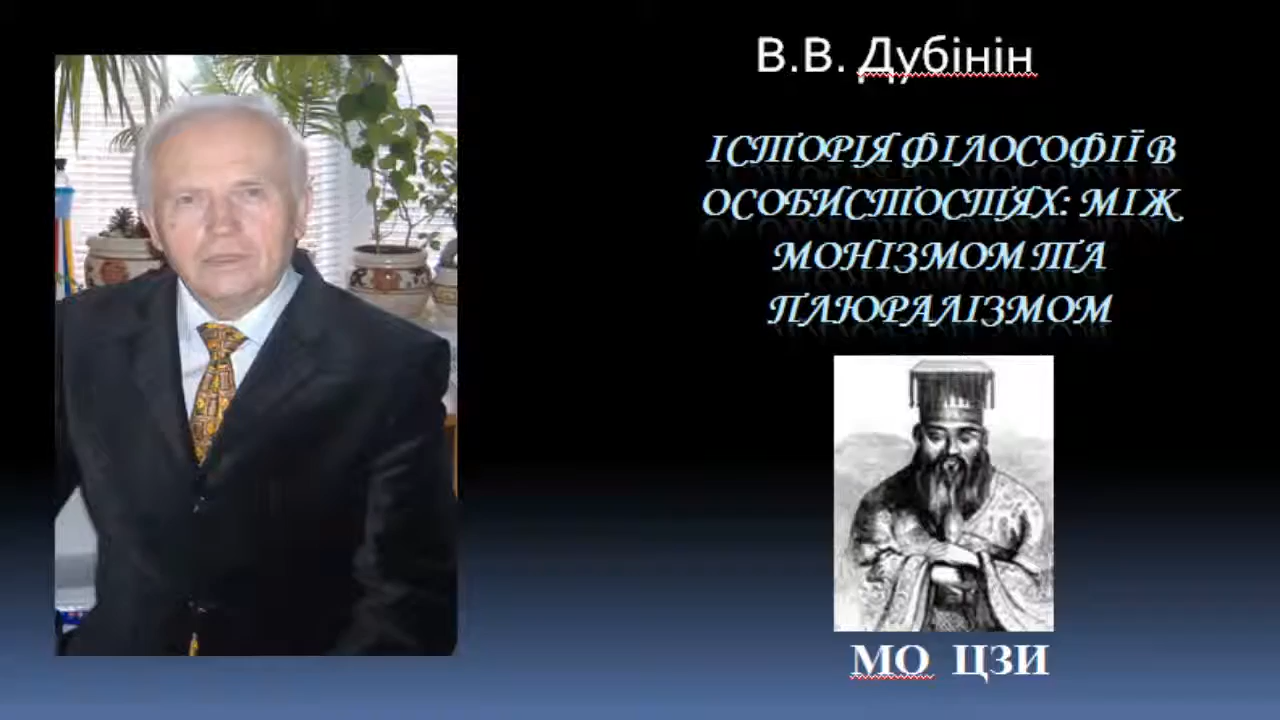 В.В. Дубінін
ІСТОРІЯ ФІЛОСОФІЇ В
ОСОБИСТОСТЯХ: МІЖ
МОНІЗМОМ ТА
ПЛЮРАЛІЗМОМ
МО ЦЗИ